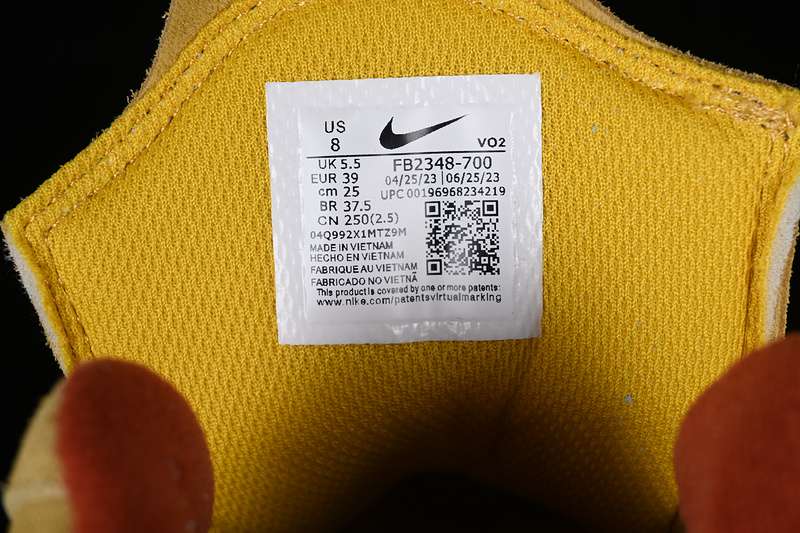 US
8
VO2
UK 5.5
FB2348-700
EUR 39
04/25/23 | 06/25/23
cm 25
UPC 00196968234219
BR 37.5
CN 250(2.5)
04Q992X1MTZ9M
MADE IN VIETNAM
HECHO EN VIETNAM
FABRIQUE AU VIETNAM
FABRICADO NO VIETNÃ
This product is covered by one or more patents:
www.nike.com/patentsvirtualmarking